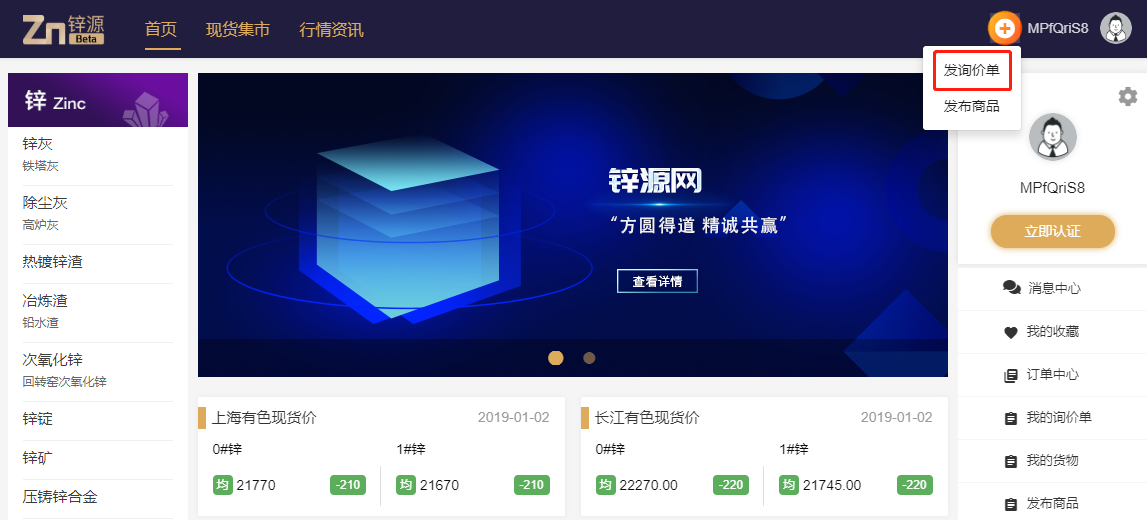 Zn 锌源 Beta 首页 现货集市 行情资讯 MPfQriS8
发询价单
发布商品
锌 Zinc
锌灰
铁塔灰
除尘灰
高炉灰
热镀锌渣
冶炼渣
铅水渣
次氧化锌
回转窑次氧化锌
锌锭
锌矿
压铸锌合金
锌源网
“方圆得道 精诚共赢”
查看详情
上海有色现货价 2019-01-02
0#锌 1#锌
均 21770 -210 均 21670 -210
长江有色现货价 2019-01-02
0#锌 1#锌
均 22270.00 -220 均 21745.00 -220
MPfQriS8
立即认证
消息中心
我的收藏
订单中心
我的询价单
我的货物
发布商品